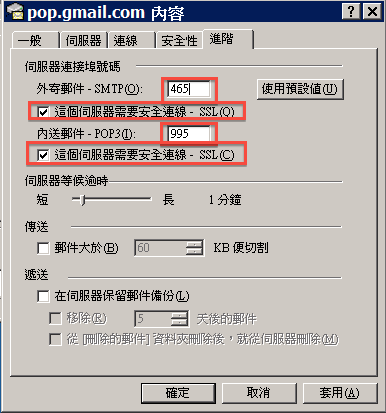 pop.gmail.com 內容
一般 伺服器 連線 安全性 進階
伺服器連接埠號碼
外寄郵件 - SMTP(O): 465 使用預設值(U)
這個伺服器需要安全連線 - SSL(Q)
內送郵件 - POP3(I): 995
這個伺服器需要安全連線 - SSL(C)
伺服器等候逾時
短 長 1 分鐘
傳送
郵件大於(B) 60 KB 便切割
遞送
在伺服器保留郵件備份(L)
移除(R) 5 天後的郵件
從 [刪除的郵件] 資料夾刪除後，就從伺服器刪除(M)
確定 取消 套用(A)